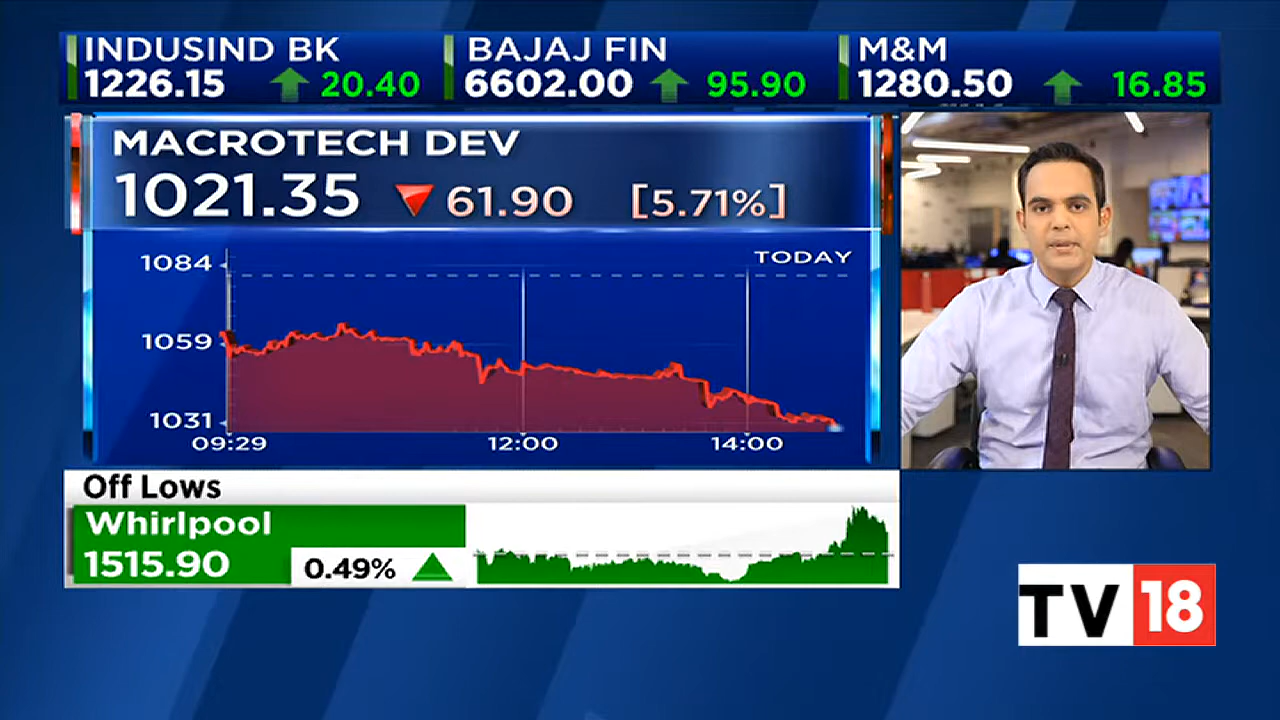 INDUSIND BK
1226.15 20.40
BAJAJ FIN
6602.00 95.90
M&M
1280.50 16.85
MACROTECH DEV
1021.35 61.90 [5.71%]
TODAY
1084
1059
1031
09:29 12:00 14:00
Off Lows
Whirlpool
1515.90 0.49%
TV18